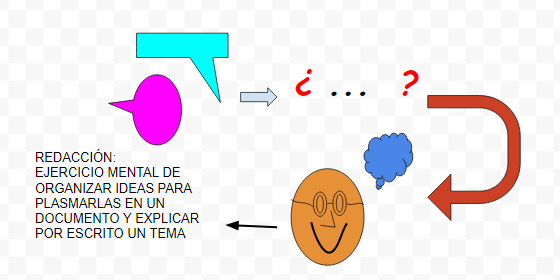 ¿ ... ?
REDACCIÓN:
EJERCICIO MENTAL DE
ORGANIZAR IDEAS PARA
PLASMARLAS EN UN
DOCUMENTO Y EXPLICAR
POR ESCRITO UN TEMA